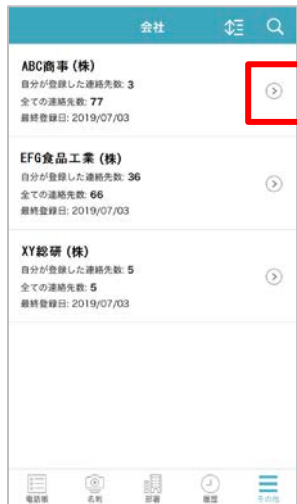 会社
ABC商事 (株)
自分が登録した連絡先数: 3
全ての連絡先数: 77
最終登録日: 2019/07/03
EFG食品工業 (株)
自分が登録した連絡先数: 36
全ての連絡先数: 66
最終登録日: 2019/07/03
XY総研 (株)
自分が登録した連絡先数: 5
全ての連絡先数: 5
最終登録日: 2019/07/03
電話帳 名刺 部署 履歴 その他